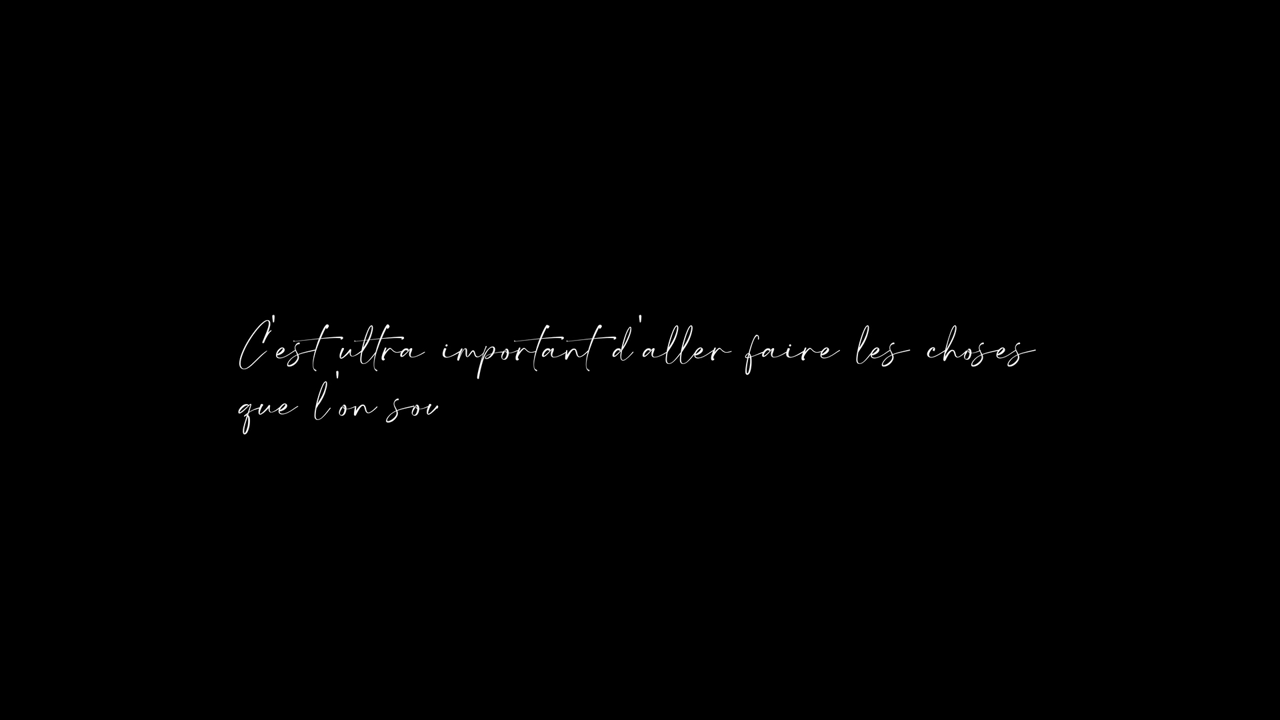 C'est ultra important d'aller faire les choses
que l'on sou